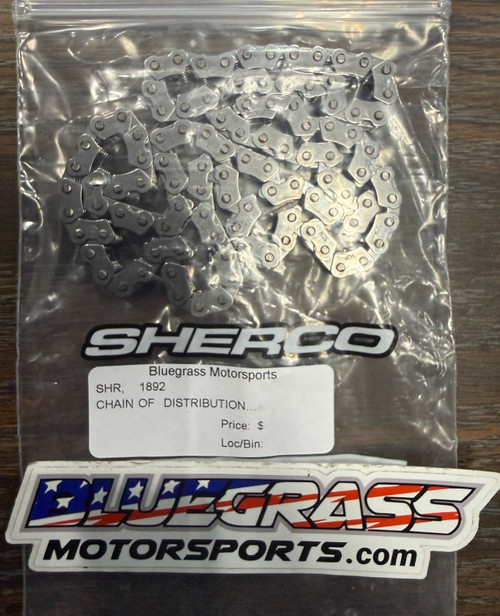 SHERCO
Bluegrass Motorsports
SHR, 1892
CHAIN OF DISTRIBUTION...
Price: $
Loc/Bin:
BLUEGRASS
MOTORSPORTS.com